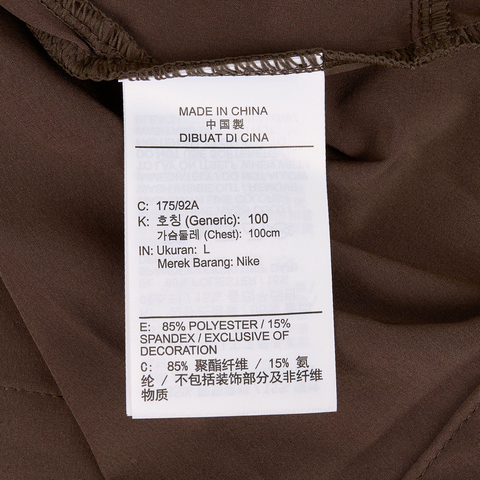 MADE IN CHINA
中国製
DIBUAT DI CINA
C: 175/92A
K: 호칭 (Generic): 100
가슴둘레 (Chest): 100cm
IN: Ukuran: L
Merek Barang: Nike
E: 85% POLYESTER / 15%
SPANDEX / EXCLUSIVE OF
DECORATION
C: 85% 聚酯纤维 / 15% 氨
纶 / 不包括装饰部分及非纤维
物质